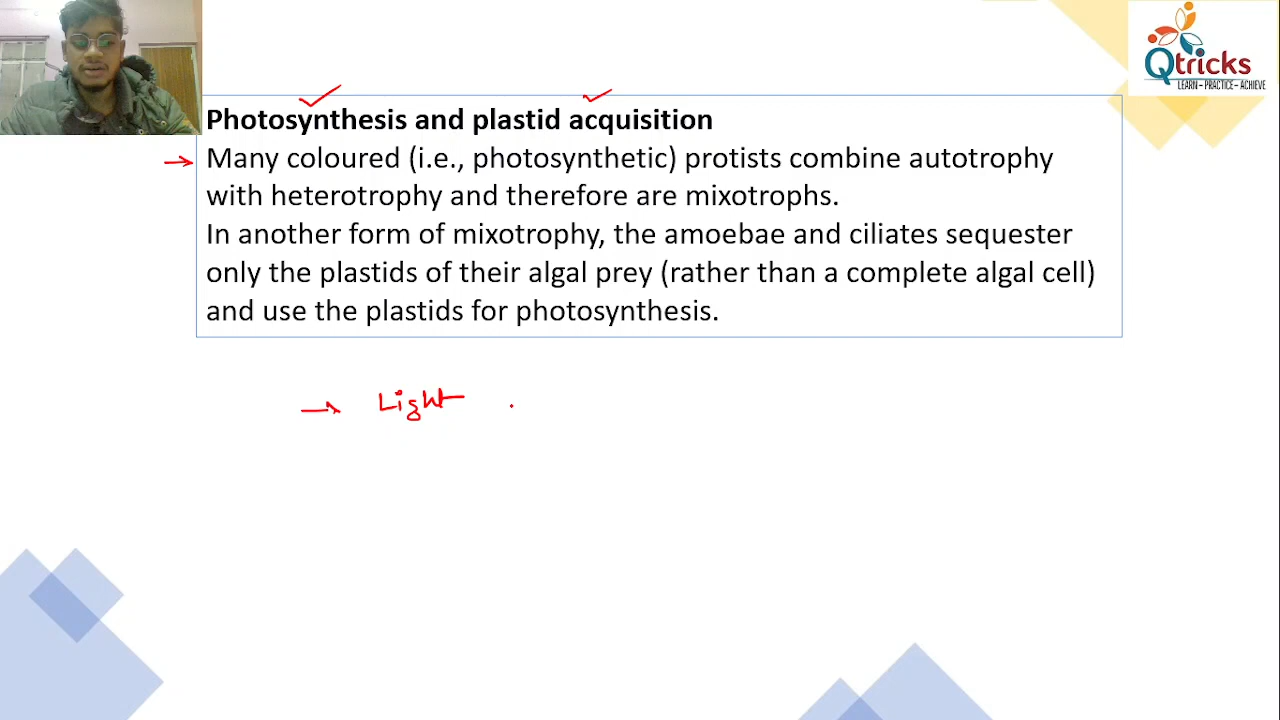 Qtricks
LEARN – PRACTICE – ACHIEVE
Photosynthesis and plastid acquisition
Many coloured (i.e., photosynthetic) protists combine autotrophy
with heterotrophy and therefore are mixotrophs.
In another form of mixotrophy, the amoebae and ciliates sequester
only the plastids of their algal prey (rather than a complete algal cell)
and use the plastids for photosynthesis.
→ Light